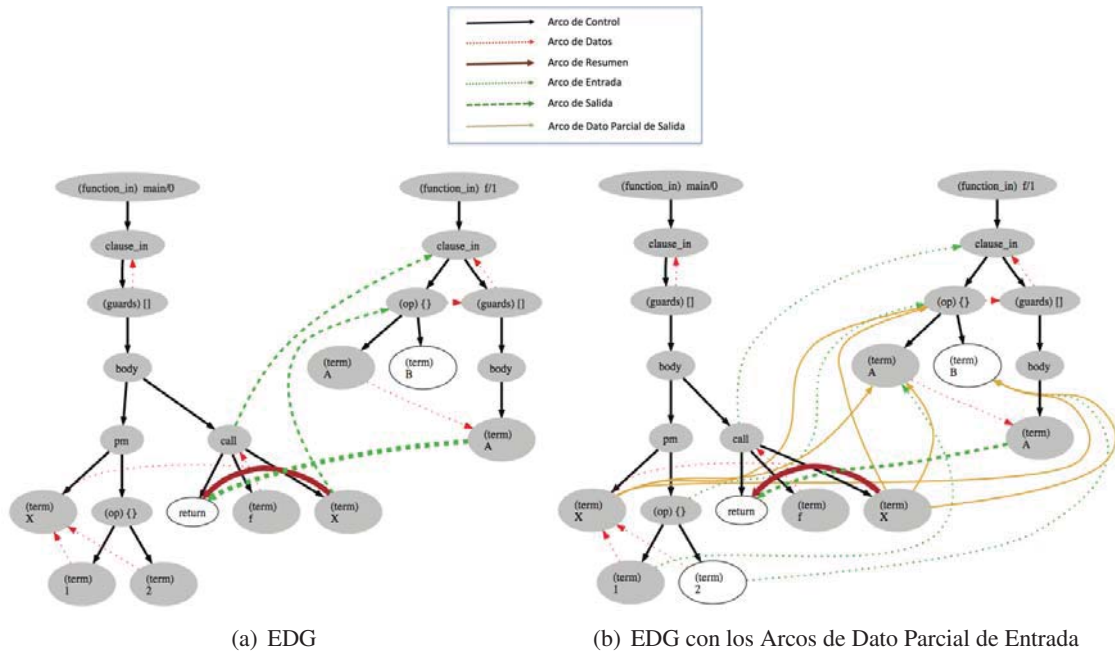 Arco de Control
Arco de Datos
Arco de Resumen
Arco de Entrada
Arco de Salida
Arco de Dato Parcial de Salida
(function_in) main/0
(function_in) f/1
clause_in
clause_in
(guards) []
(op) {}
(guards) []
body
(term)
A
(term)
B
body
pm
call
(term)
A
(term)
X
(op) {}
return
(term)
f
(term)
X
(term)
1
(term)
2
(a) EDG
(function_in) main/0
(function_in) f/1
clause_in
clause_in
(guards) []
(op) {}
(guards) []
body
(term)
A
(term)
B
body
pm
call
(term)
A
(term)
X
(op) {}
return
(term)
f
(term)
X
(term)
1
(term)
2
(b) EDG con los Arcos de Dato Parcial de Entrada